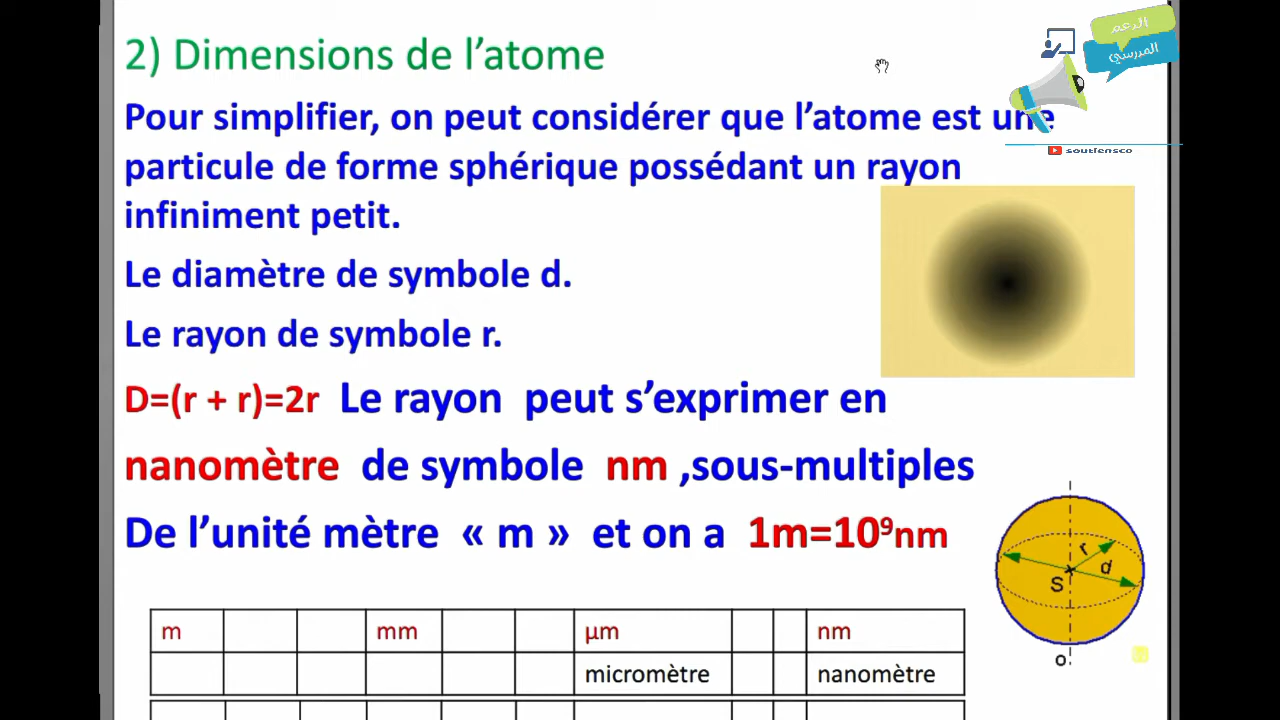 2) Dimensions de l’atome
الدعم
المدرسي
Pour simplifier, on peut considérer que l’atome est une
soutiensco
particule de forme sphérique possédant un rayon
infiniment petit.
Le diamètre de symbole d.
Le rayon de symbole r.
D=(r + r)=2r Le rayon peut s’exprimer en
nanomètre de symbole nm ,sous-multiples
De l’unité mètre « m » et on a 1m=10⁹nm
r
d
S
o
m mm µm nm
micromètre nanomètre